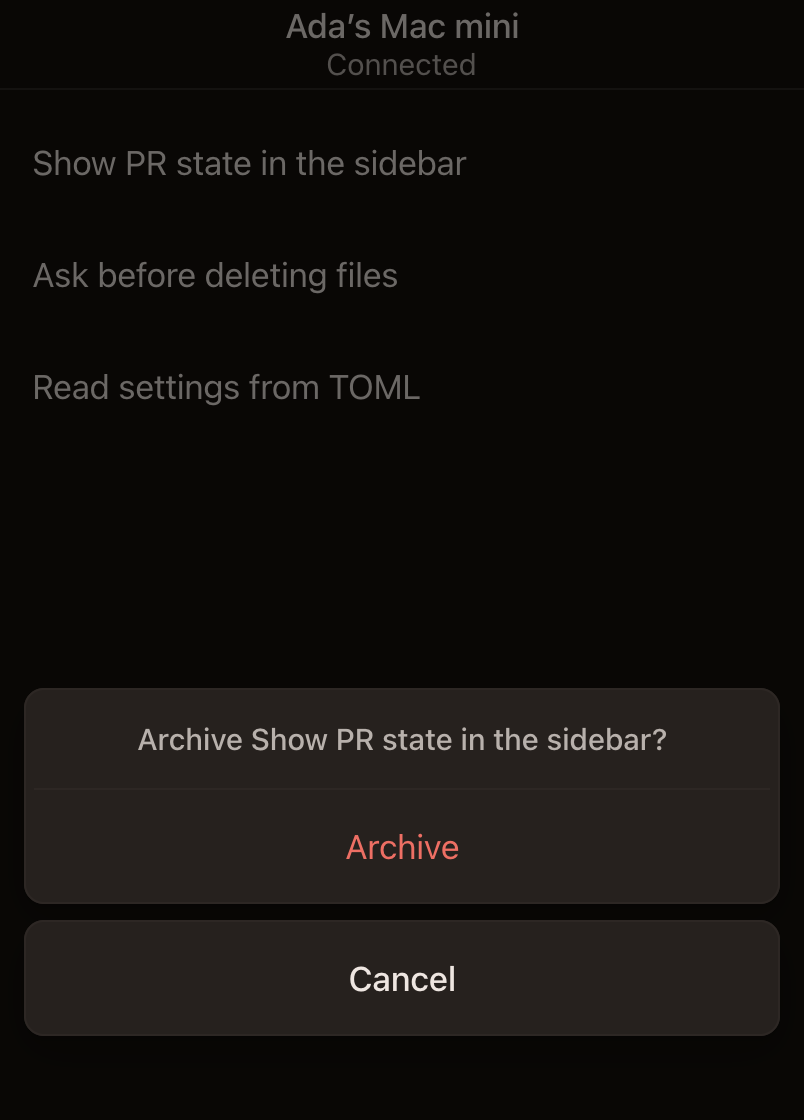 Ada’s Mac mini
Connected
Show PR state in the sidebar
Ask before deleting files
Read settings from TOML
Archive Show PR state in the sidebar?
Archive
Cancel